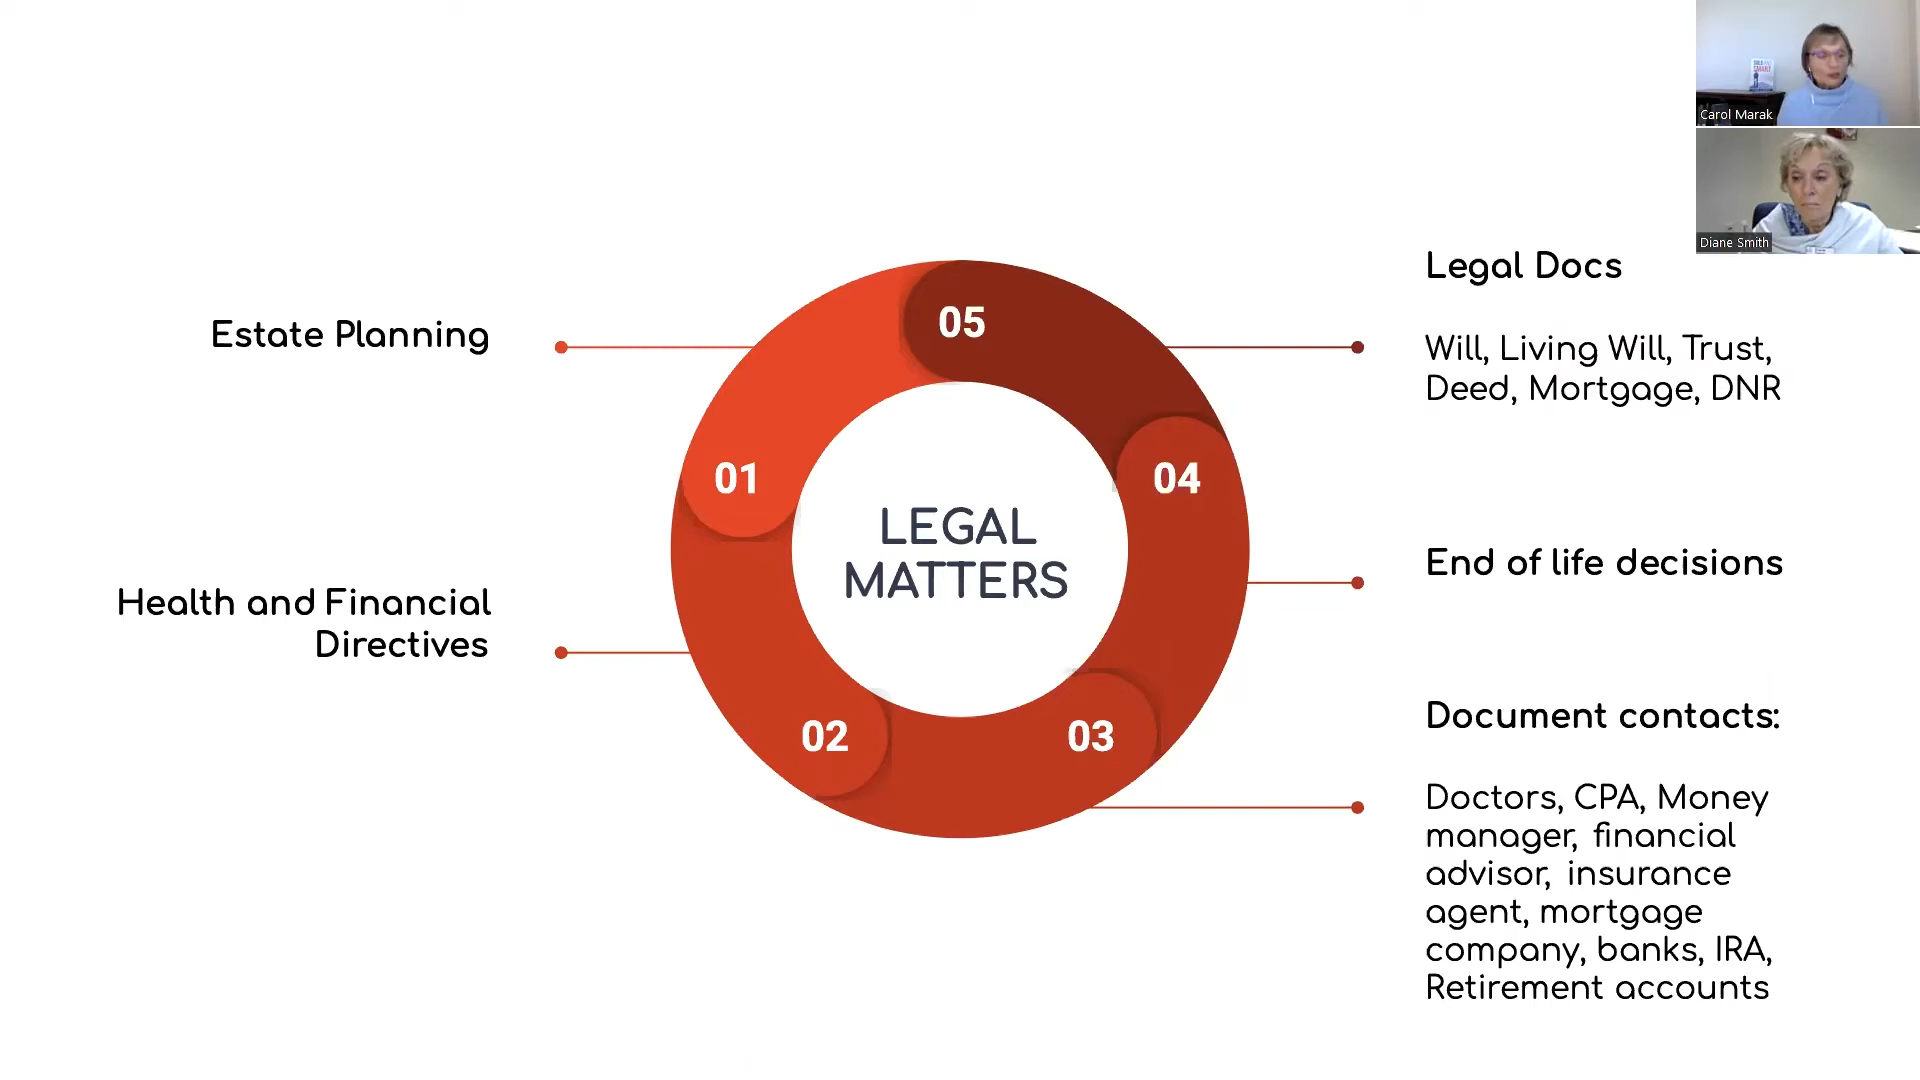 Carol Marak
Diane Smith
Estate Planning
01
Health and Financial
Directives
02
LEGAL
MATTERS
05
Legal Docs
Will, Living Will, Trust,
Deed, Mortgage, DNR
04
End of life decisions
03
Document contacts:
Doctors, CPA, Money
manager, financial
advisor, insurance
agent, mortgage
company, banks, IRA,
Retirement accounts